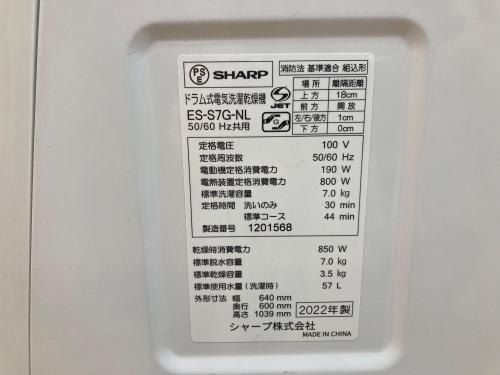 PSE SHARP
ドラム式電気洗濯乾燥機
ES-S7G-NL
50/60 Hz共用
JET
G
消防法 基準適合 組込形
場所 離隔距離
上方 18cm
前方 開放
左/右/後方 1cm
下方 0cm
定格電圧 100 V
定格周波数 50/60 Hz
電動機定格消費電力 190 W
電熱装置定格消費電力 800 W
標準洗濯容量 7.0 kg
定格時間 洗いのみ 30 min
標準コース 44 min
製造番号 1201568
乾燥時消費電力 850 W
標準脱水容量 7.0 kg
標準乾燥容量 3.5 kg
標準使用水量(洗濯時) 57 L
外形寸法 幅 640 mm
奥行 600 mm
高さ 1039 mm
2022年製
シャープ株式会社
MADE IN CHINA